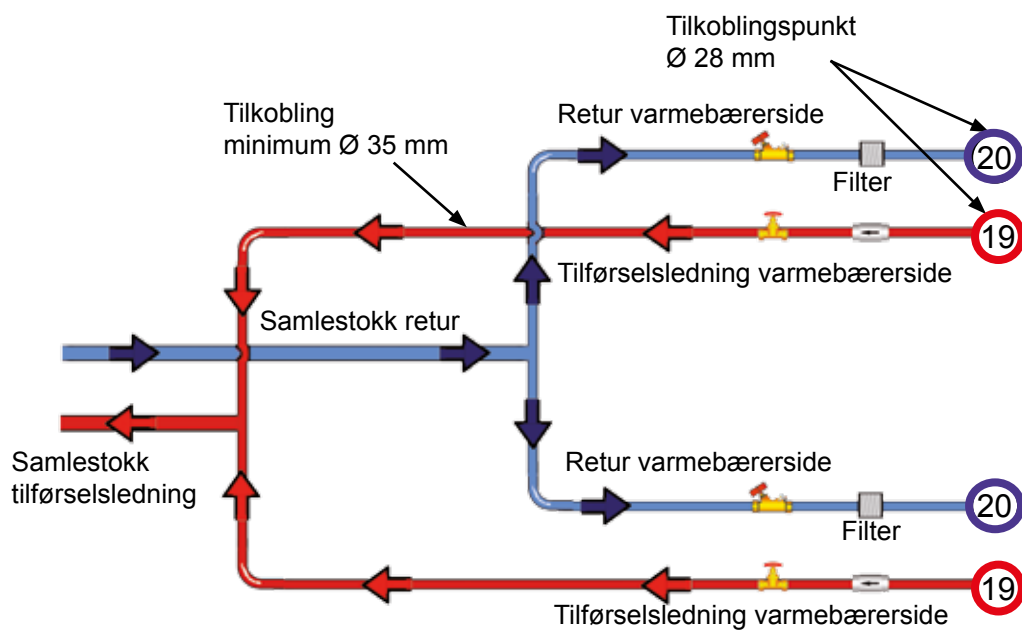 Tilkoblingspunkt
Ø 28 mm
Tilkobling
minimum Ø 35 mm
Retur varmebærerside
20
Filter
19
Tilførselsledning varmebærerside
Samlestokk retur
Samlestokk
tilførselsledning
Retur varmebærerside
20
Filter
19
Tilførselsledning varmebærerside